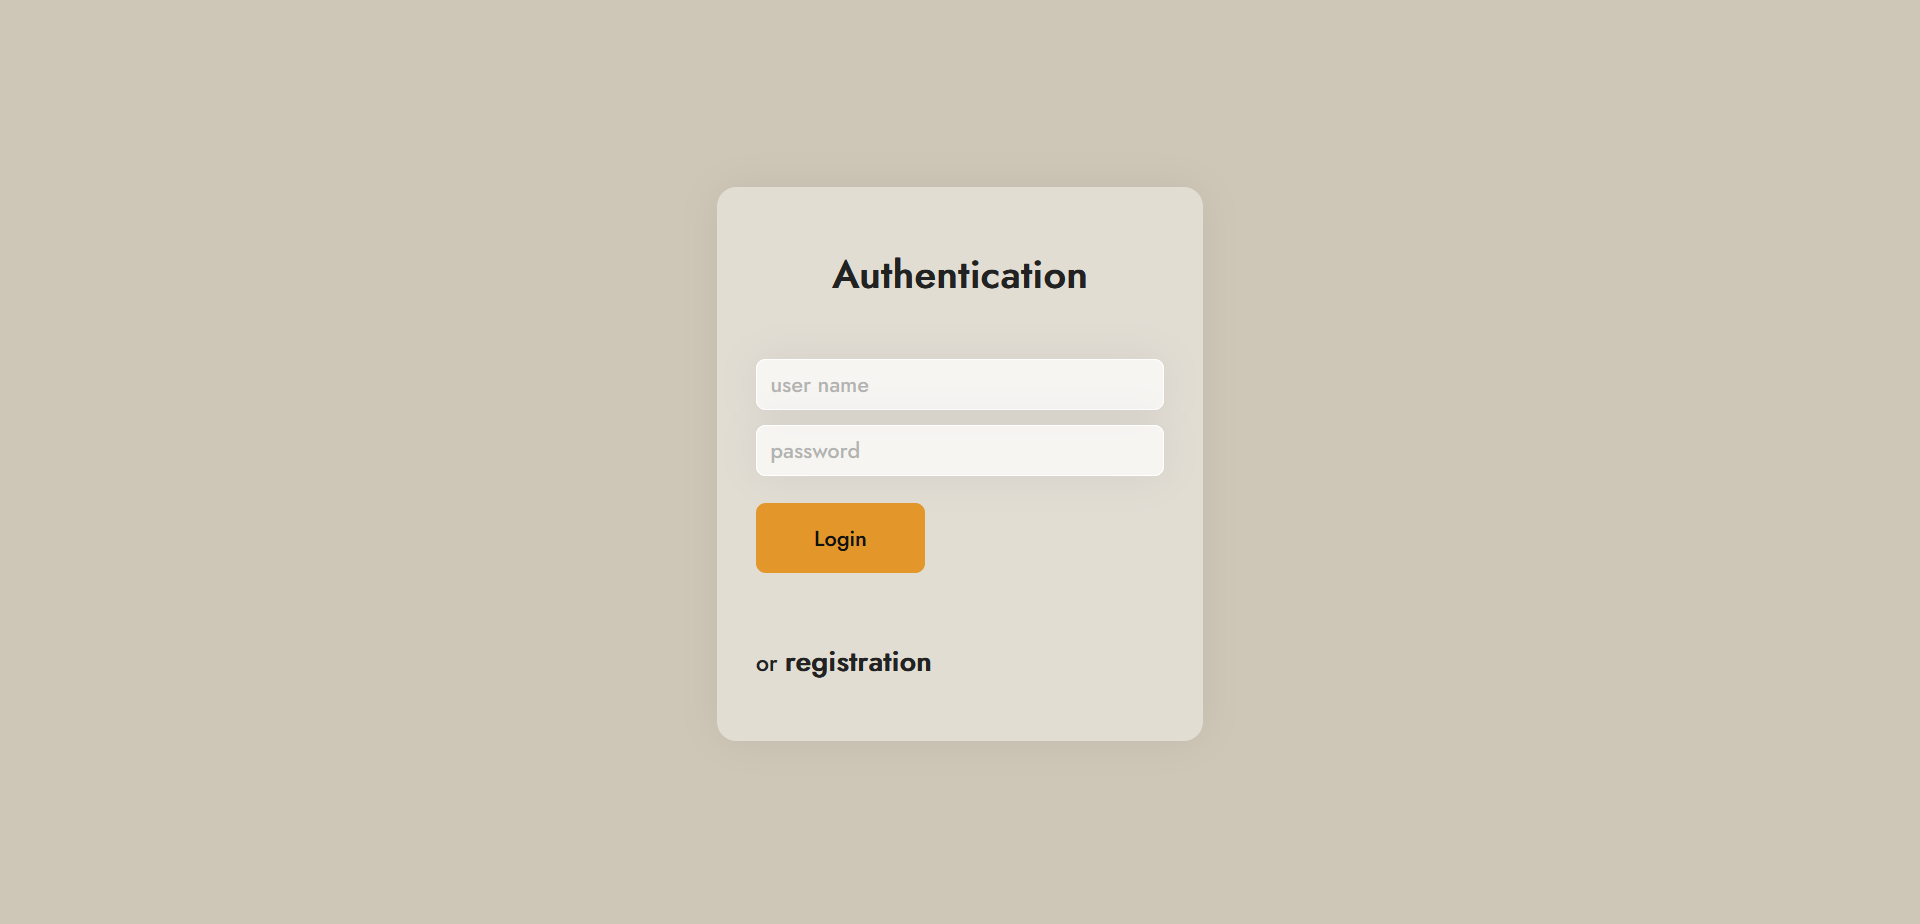 Authentication
user name
password
Login
or registration